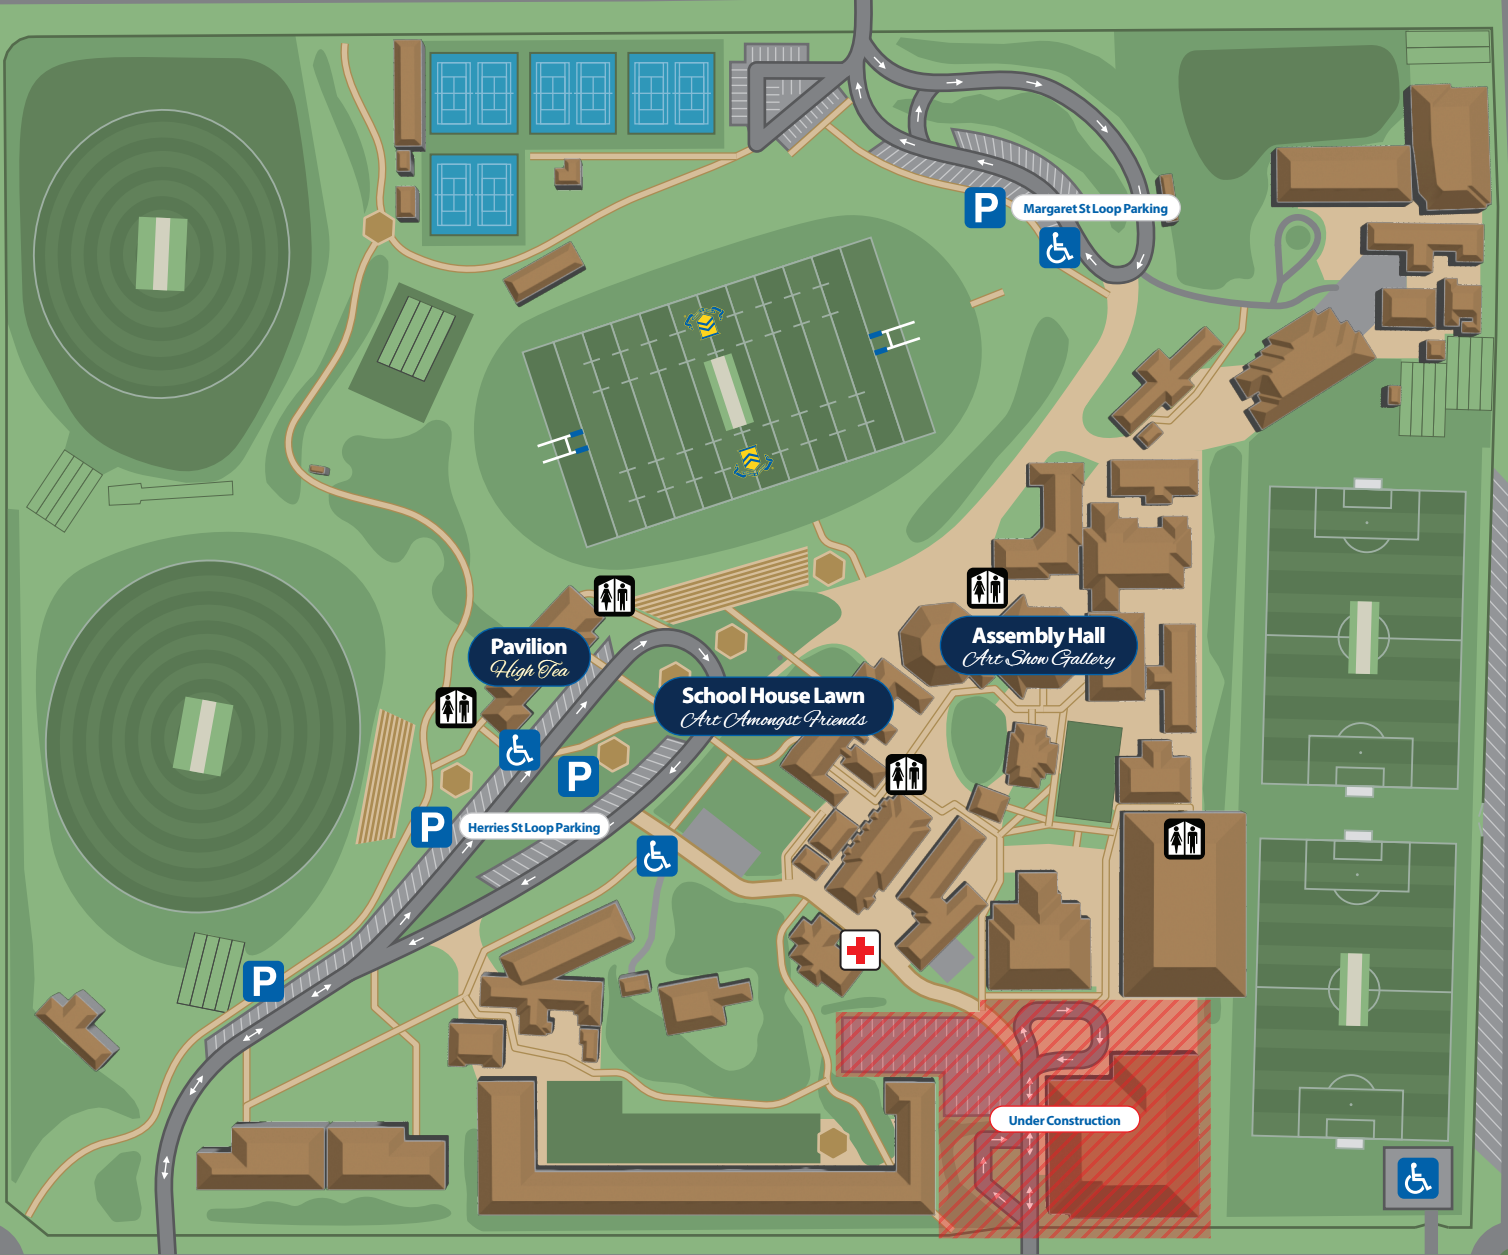 P
Margaret St Loop Parking
Pavilion
High Tea
Assembly Hall
Art Show Gallery
School House Lawn
Art Amongst Friends
P
P
Herries St Loop Parking
P
Under Construction